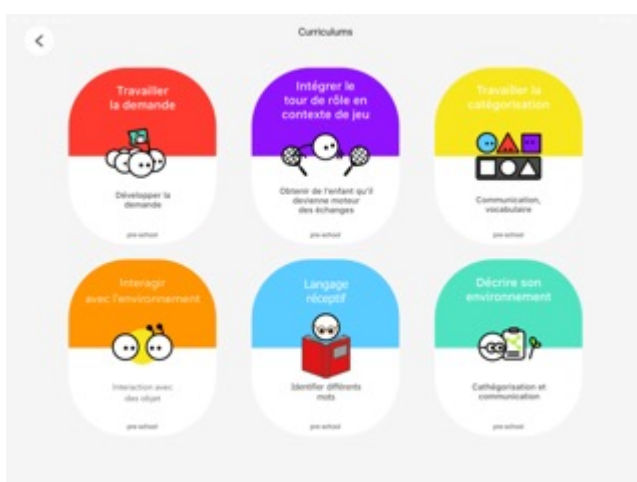 Curriculums
Travailler
la demande
Développer la
demande
pre-school
Intégrer le
tour de rôle en
contexte de jeu
Obtenir de l'enfant qu'il
devienne moteur
des échanges
pre-school
Travailler la
catégorisation
Communication,
vocabulaire
pre-school
Interagir
avec l'environnement
Interaction avec
des objet
pre-school
Langage
réceptif
Identifier différents
mots
pre-school
Décrire son
environnement
Cathégorisation et
communication
pre-school